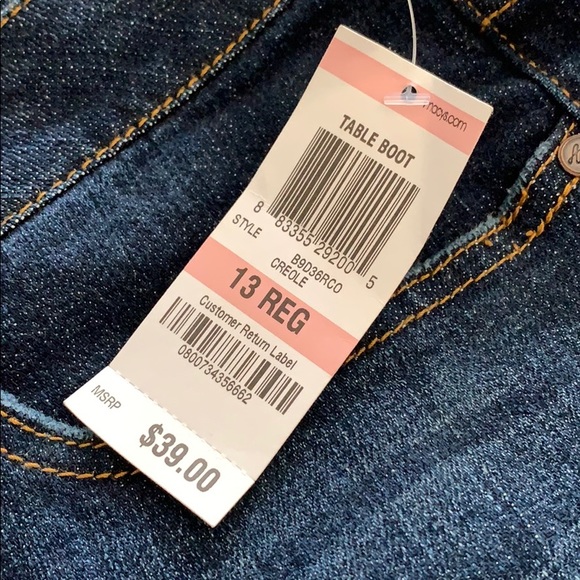 macys.com
TABLE BOOT
8 83355 29200 5
STYLE B9D36RCO
CREOLE
13 REG
Customer Return Label
0800734356662
MSRP
$39.00